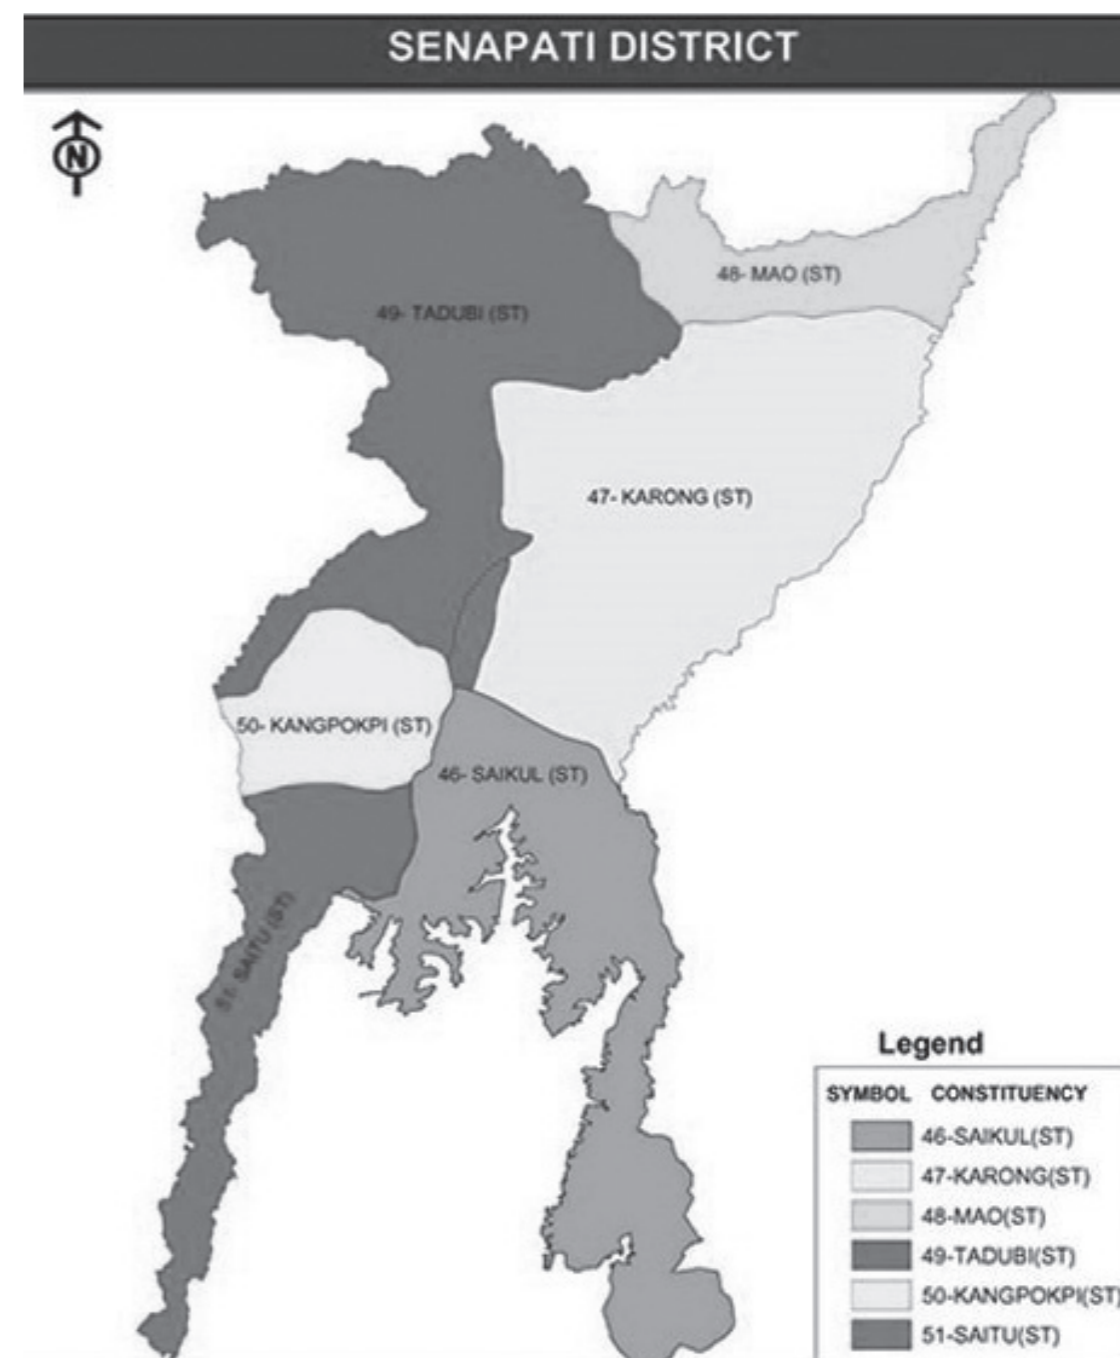 SENAPATI DISTRICT
N
48- MAO (ST)
49- TADUBI (ST)
47- KARONG (ST)
50- KANGPOKPI (ST)
46- SAIKUL (ST)
51- SAITU (ST)
Legend
SYMBOL CONSTITUENCY
46-SAIKUL(ST)
47-KARONG(ST)
48-MAO(ST)
49-TADUBI(ST)
50-KANGPOKPI(ST)
51-SAITU(ST)